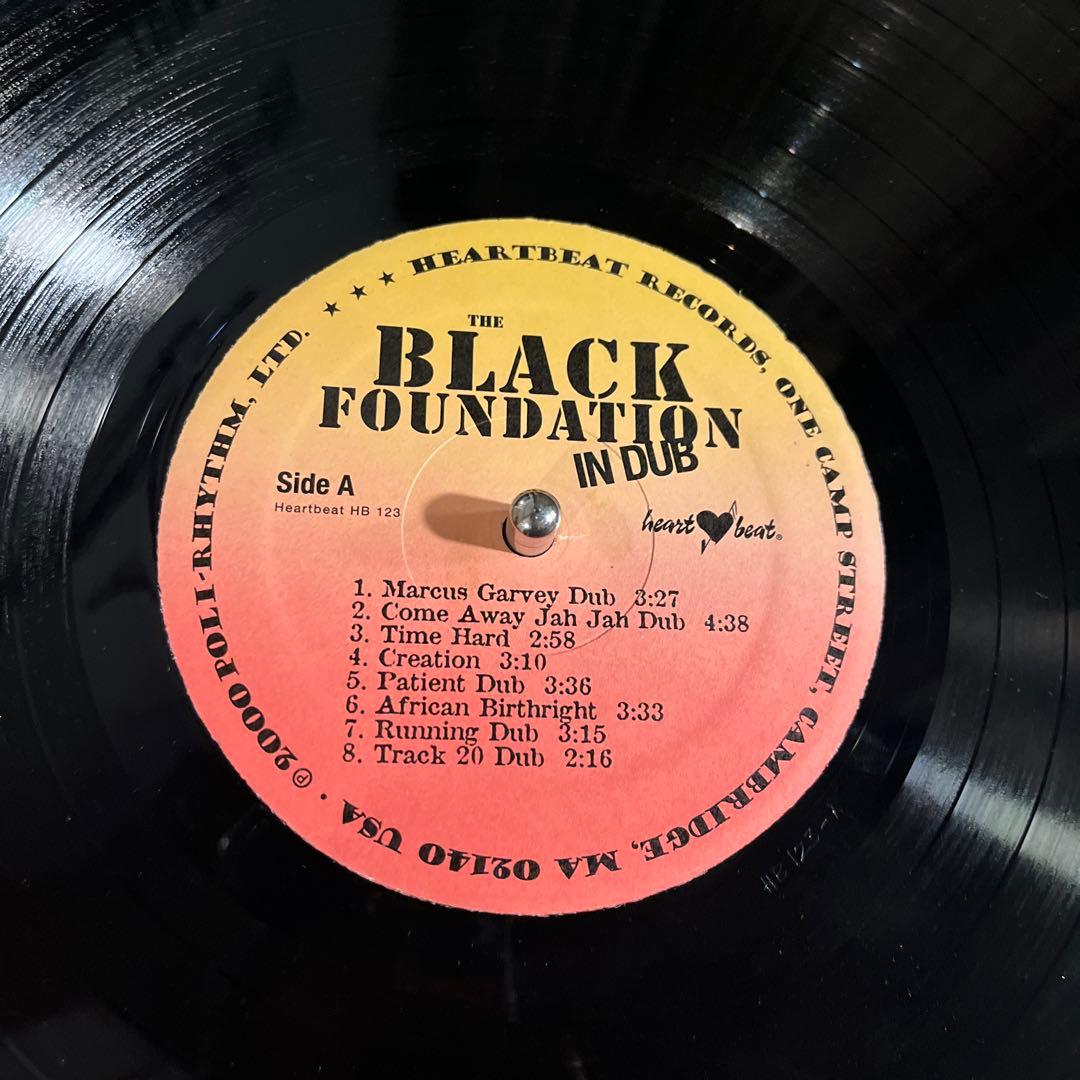 ★ ★ ★ HEARTBEAT RECORDS, ONE CAMP STREET, CAMBRIDGE, MA 02140 USA · ℗ 2000 POLI-RHYTHM, LTD.
THE
BLACK
FOUNDATION
IN DUB
Side A
Heartbeat HB 123
heart beat®
1. Marcus Garvey Dub 3:27
2. Come Away Jah Jah Dub 4:38
3. Time Hard 2:58
4. Creation 3:10
5. Patient Dub 3:36
6. African Birthright 3:33
7. Running Dub 3:15
8. Track 20 Dub 2:16